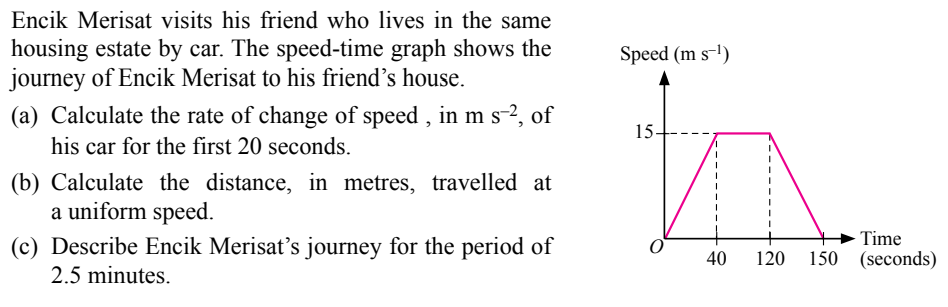 Encik Merisat visits his friend who lives in the same
housing estate by car. The speed-time graph shows the
journey of Encik Merisat to his friend’s house.
(a) Calculate the rate of change of speed , in m s⁻², of
his car for the first 20 seconds.
(b) Calculate the distance, in metres, travelled at
a uniform speed.
(c) Describe Encik Merisat’s journey for the period of
2.5 minutes.
Speed (m s⁻¹)
15
O
40 120 150
Time
(seconds)